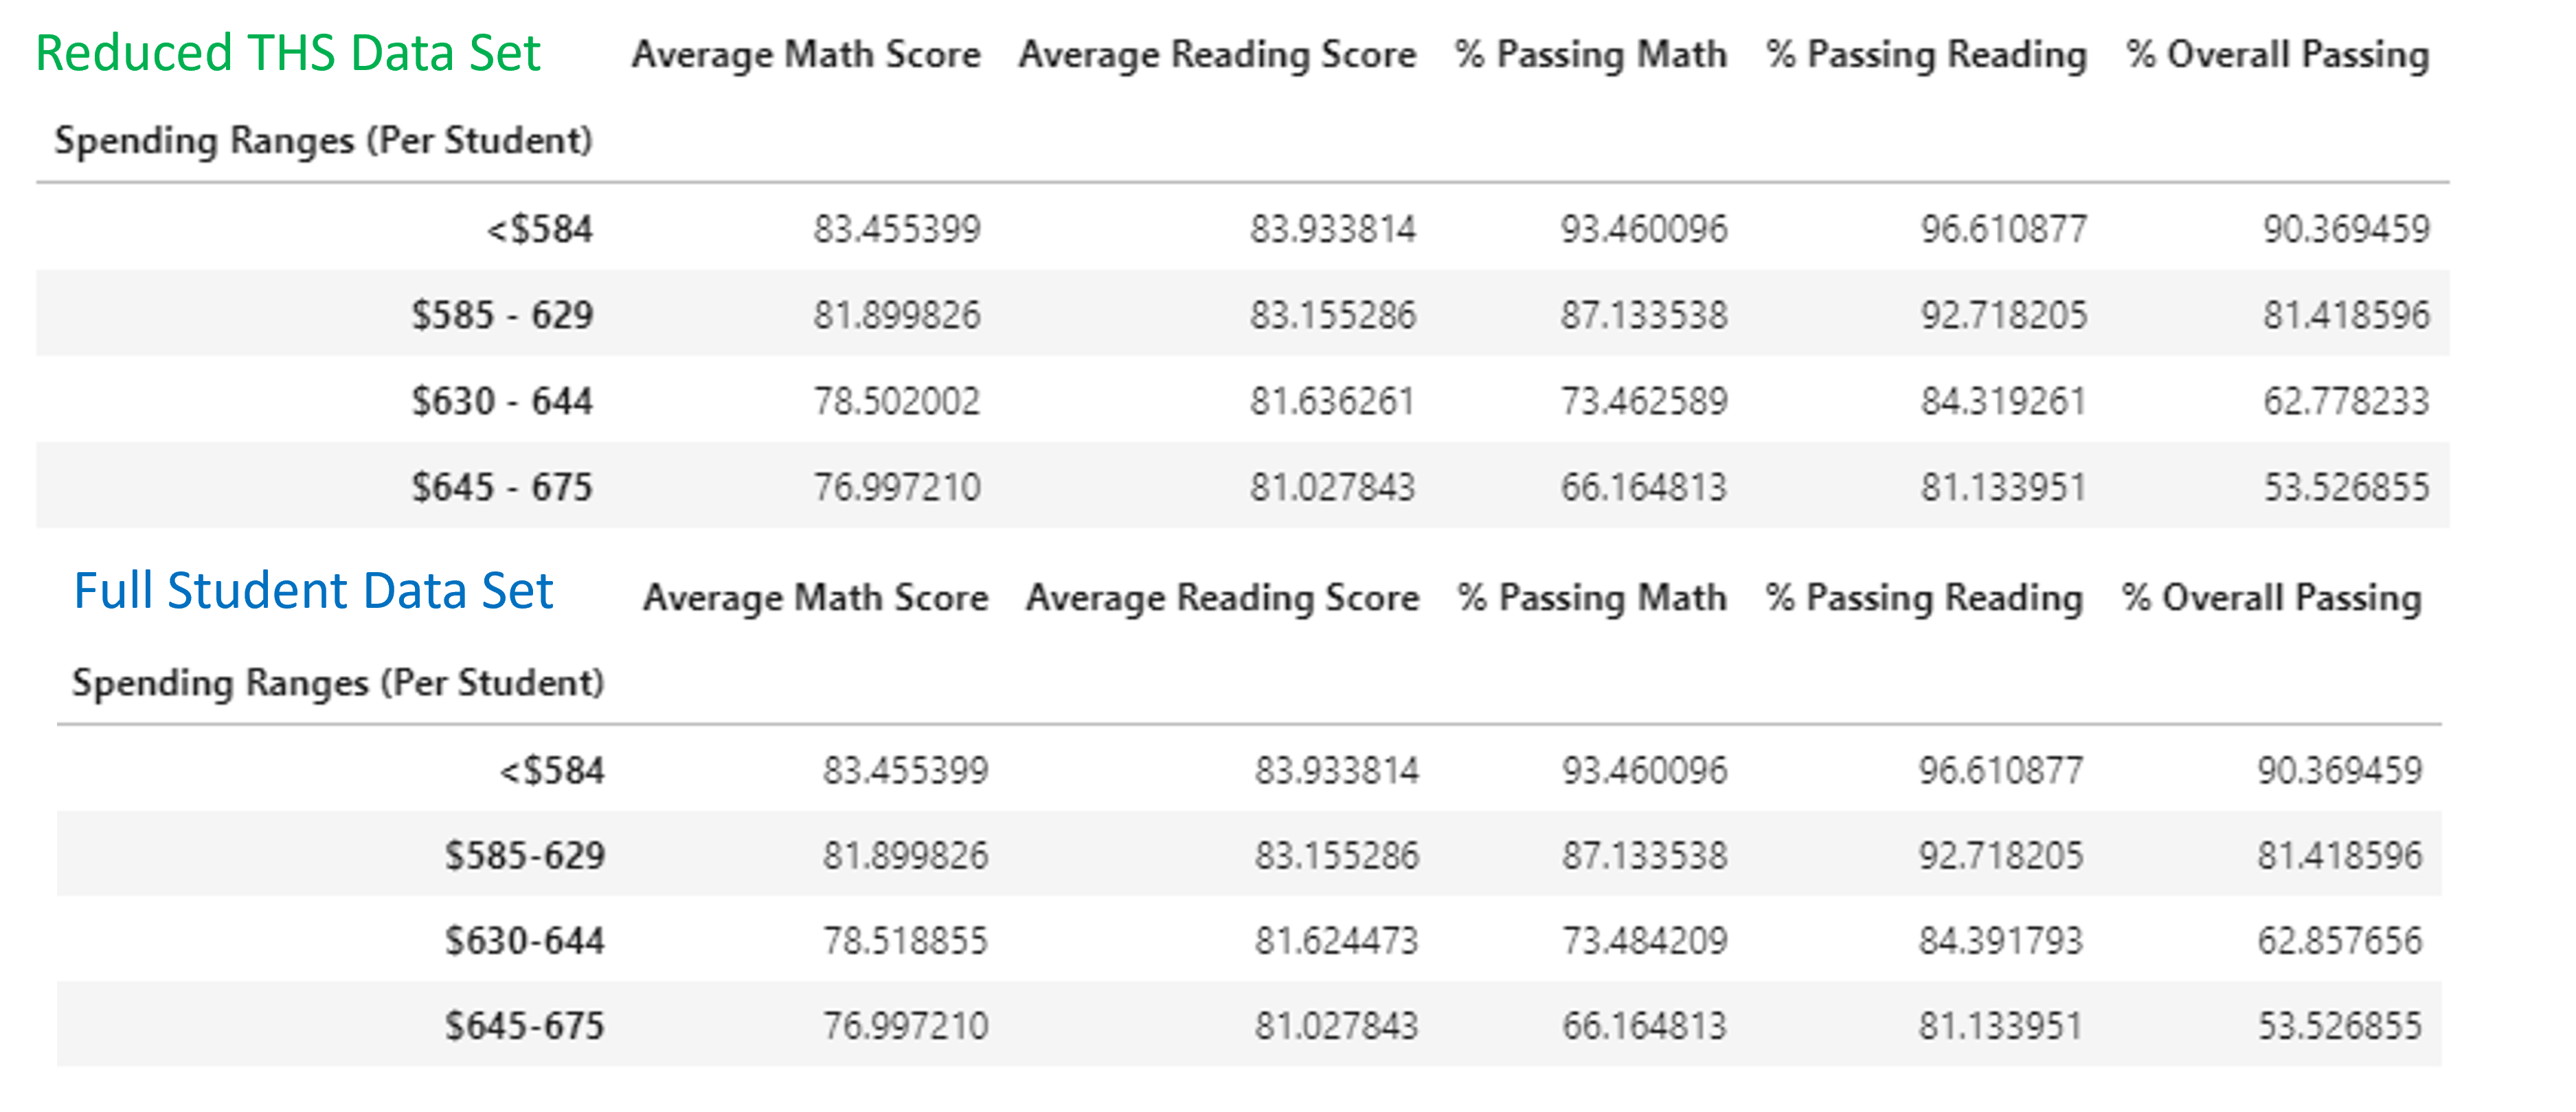 Reduced THS Data Set Average Math Score Average Reading Score % Passing Math % Passing Reading % Overall Passing
Spending Ranges (Per Student)
<$584 83.455399 83.933814 93.460096 96.610877 90.369459
$585 - 629 81.899826 83.155286 87.133538 92.718205 81.418596
$630 - 644 78.502002 81.636261 73.462589 84.319261 62.778233
$645 - 675 76.997210 81.027843 66.164813 81.133951 53.526855
Full Student Data Set Average Math Score Average Reading Score % Passing Math % Passing Reading % Overall Passing
Spending Ranges (Per Student)
<$584 83.455399 83.933814 93.460096 96.610877 90.369459
$585-629 81.899826 83.155286 87.133538 92.718205 81.418596
$630-644 78.518855 81.624473 73.484209 84.391793 62.857656
$645-675 76.997210 81.027843 66.164813 81.133951 53.526855